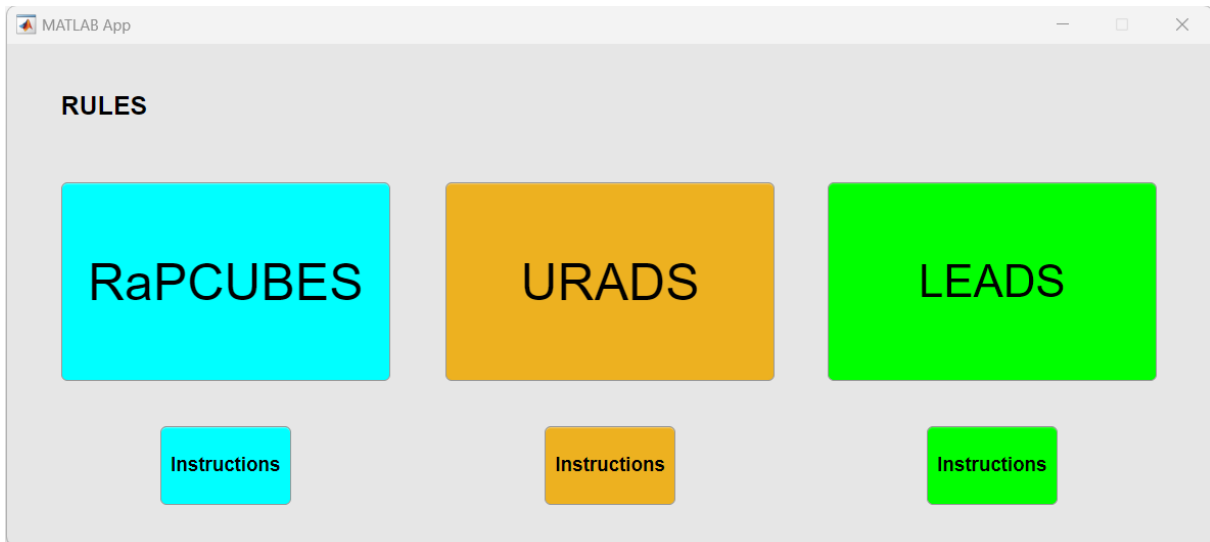 MATLAB App
RULES
RaPCUBES
URADS
LEADS
Instructions
Instructions
Instructions